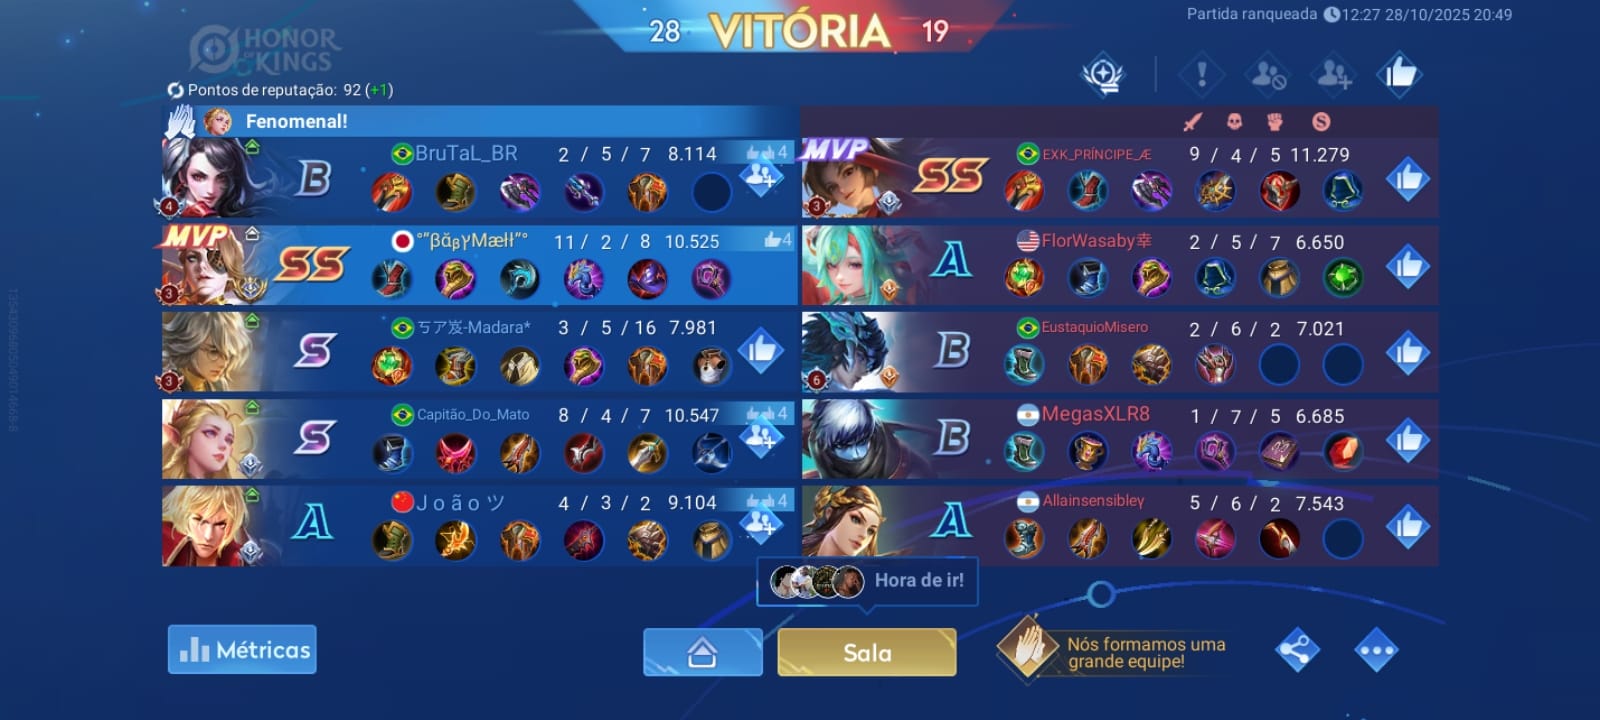 HONOR
OF KINGS
28 VITÓRIA 19
Partida ranqueada 12:27 28/10/2025 20:49
Pontos de reputação: 92 (+1)
Fenomenal!
4 B BruTaL_BR 2 / 5 / 7 8.114 4
MVP 3 SS 11 / 2 / 8 10.525 4
3 S 3 / 5 / 16 7.981
S Capitão_Do_Mato 8 / 4 / 7 10.547 4
A J o ã o ツ 4 / 3 / 2 9.104 4
MVP 3 SS EXK_PRÍNCIPE_Æ 9 / 4 / 5 11.279
A FlorWasaby幸 2 / 5 / 7 6.650
6 B EustaquioMisero 2 / 6 / 2 7.021
B MegasXLR8 1 / 7 / 5 6.685
A Allainsensibley 5 / 6 / 2 7.543
Hora de ir!
Métricas
Sala
Nós formamos uma
grande equipe!